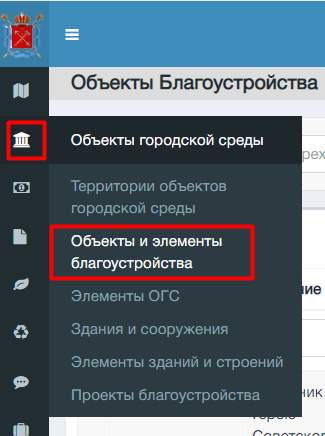 Объекты Благоустройства
Объекты городской среды
Территории объектов
городской среды
Объекты и элементы
благоустройства
Элементы ОГС
Здания и сооружения
Элементы зданий и строений
Проекты благоустройства